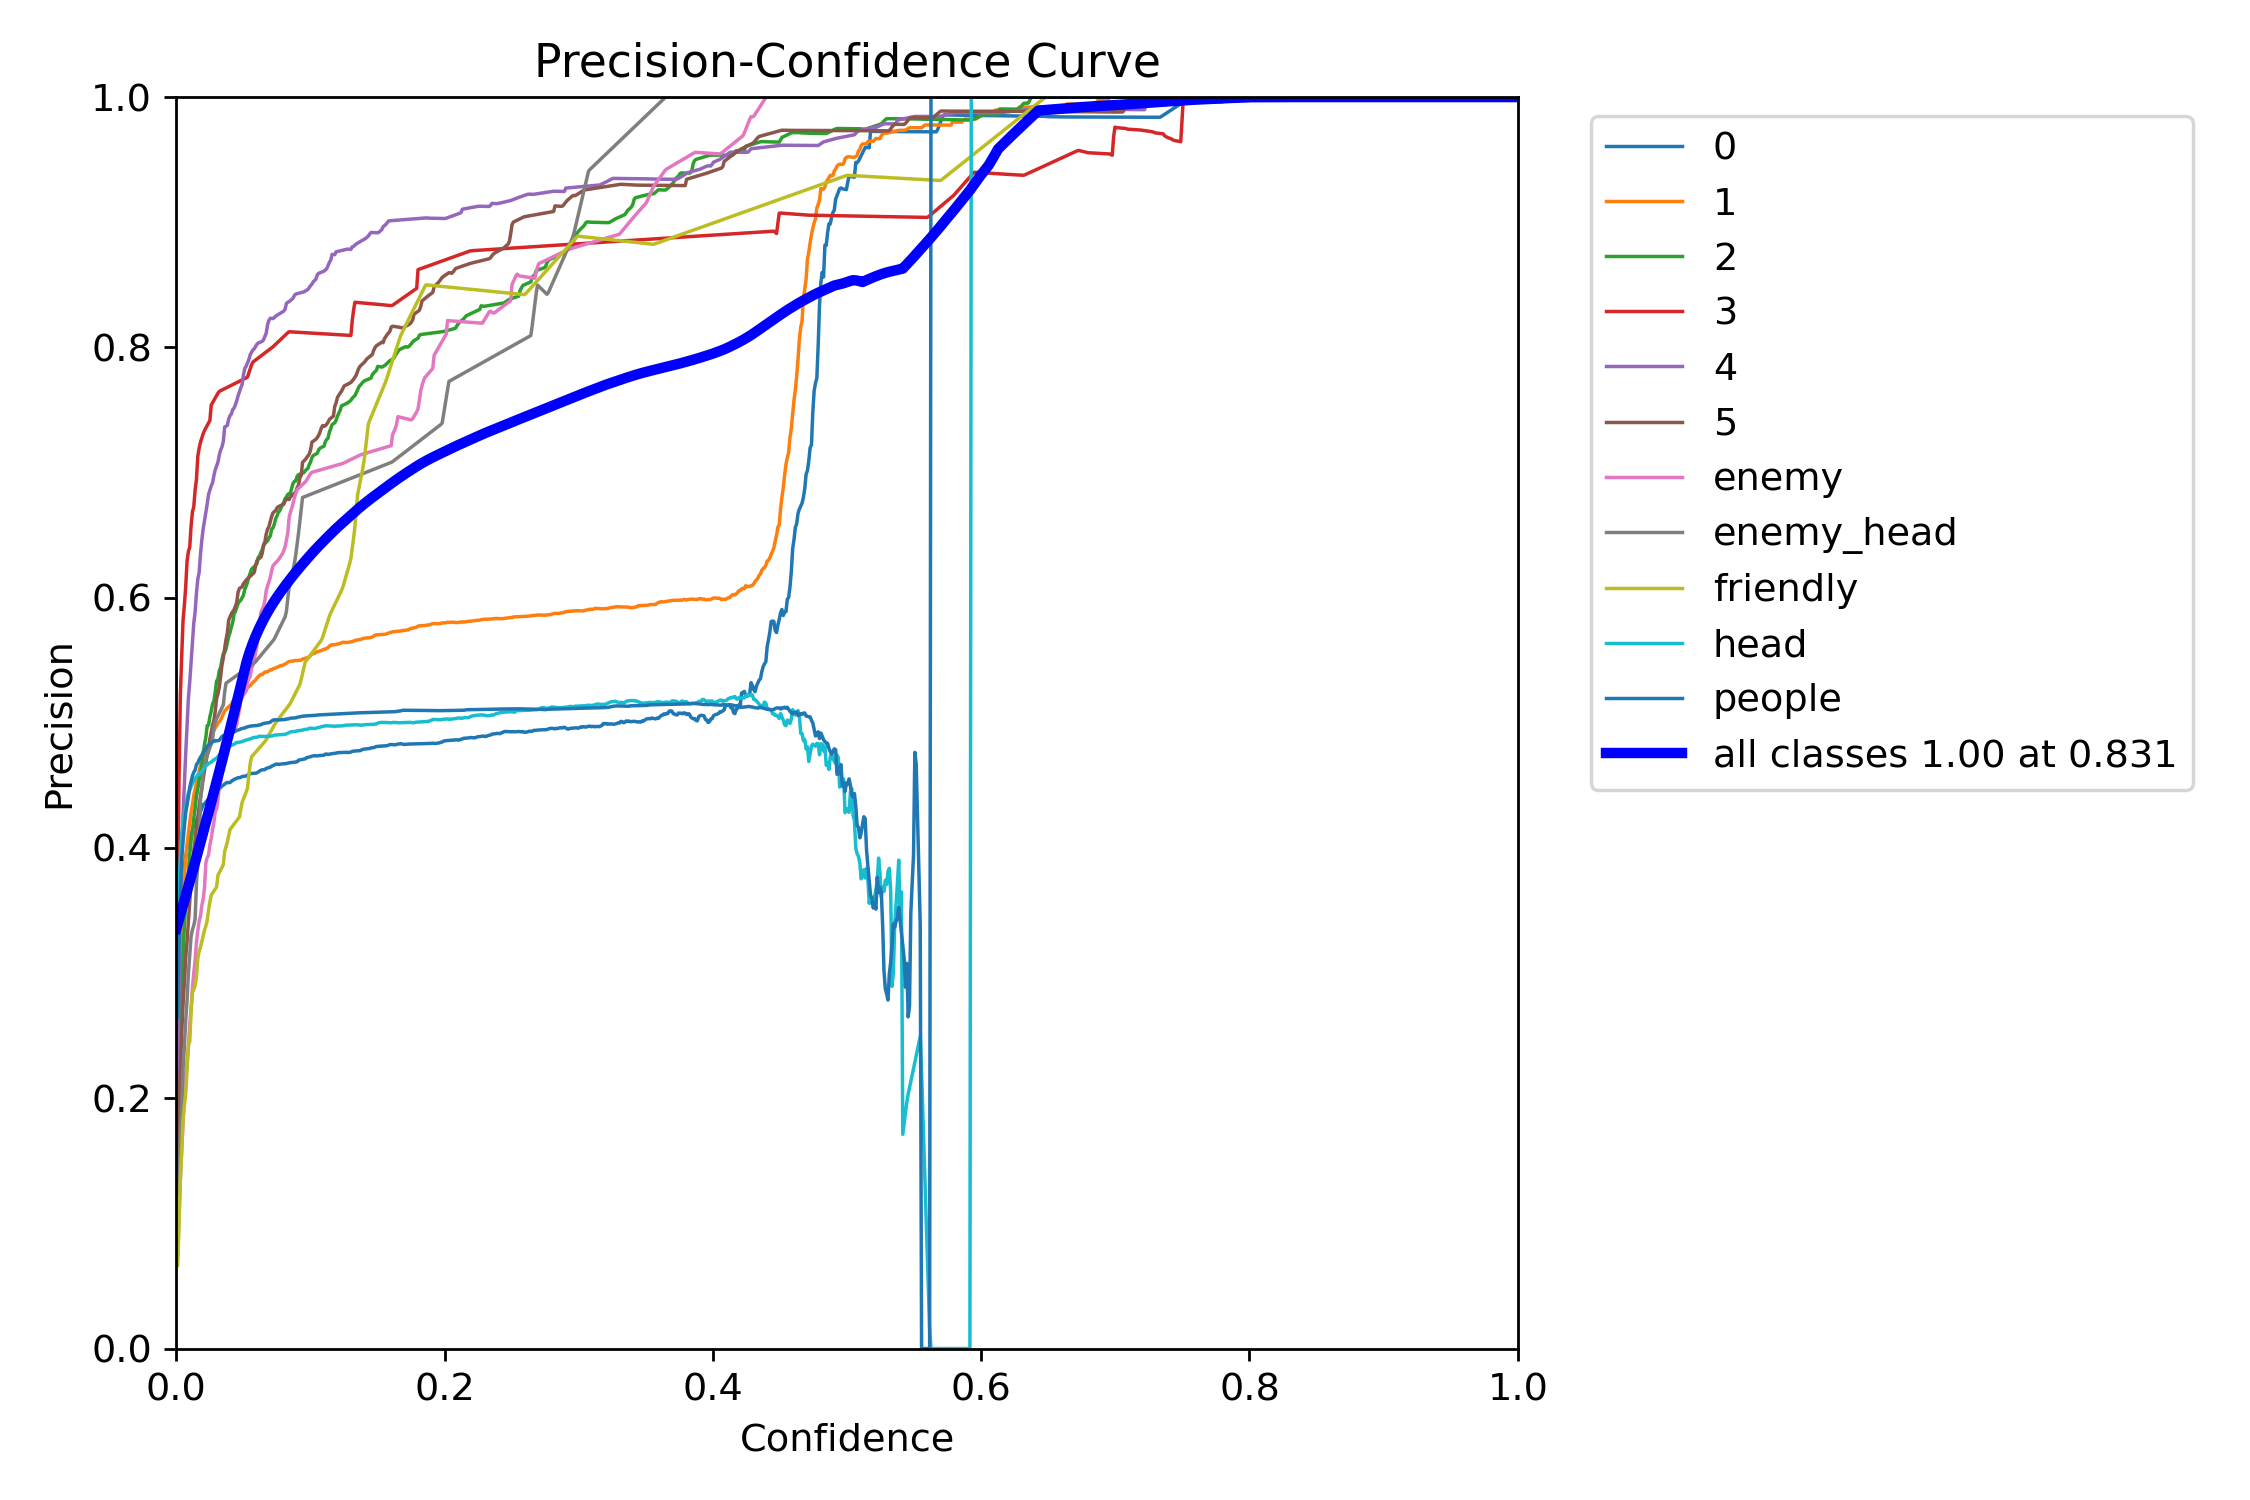 Precision-Confidence Curve
1.0
0.8
0.6
0.4
0.2
0.0
Precision
0.0 0.2 0.4 0.6 0.8 1.0
Confidence
0
1
2
3
4
5
enemy
enemy_head
friendly
head
people
all classes 1.00 at 0.831